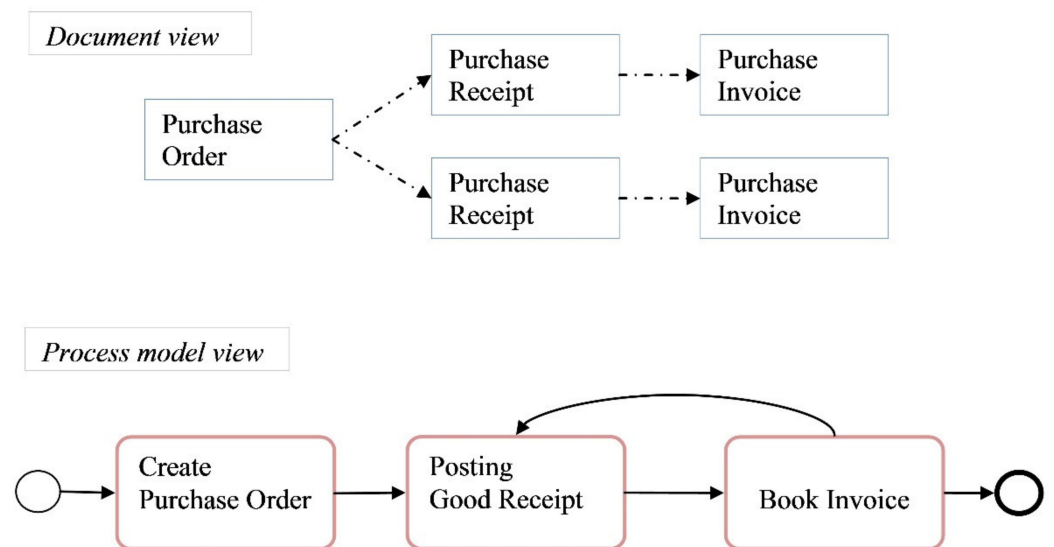 Document view
Purchase
Receipt
Purchase
Invoice
Purchase
Order
Purchase
Receipt
Purchase
Invoice
Process model view
Create
Purchase Order
Posting
Good Receipt
Book Invoice